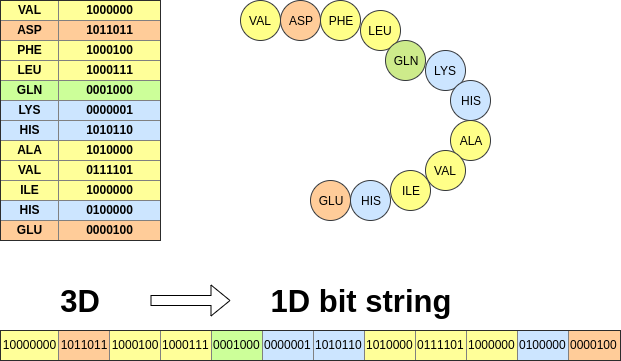 VAL 1000000
ASP 1011011
PHE 1000100
LEU 1000111
GLN 0001000
LYS 0000001
HIS 1010110
ALA 1010000
VAL 0111101
ILE 1000000
HIS 0100000
GLU 0000100
VAL ASP PHE LEU
GLN
LYS
HIS
ALA
VAL
ILE
HIS
GLU
3D 1D bit string
10000000 1011011 1000100 1000111 0001000 0000001 1010110 1010000 0111101 1000000 0100000 0000100